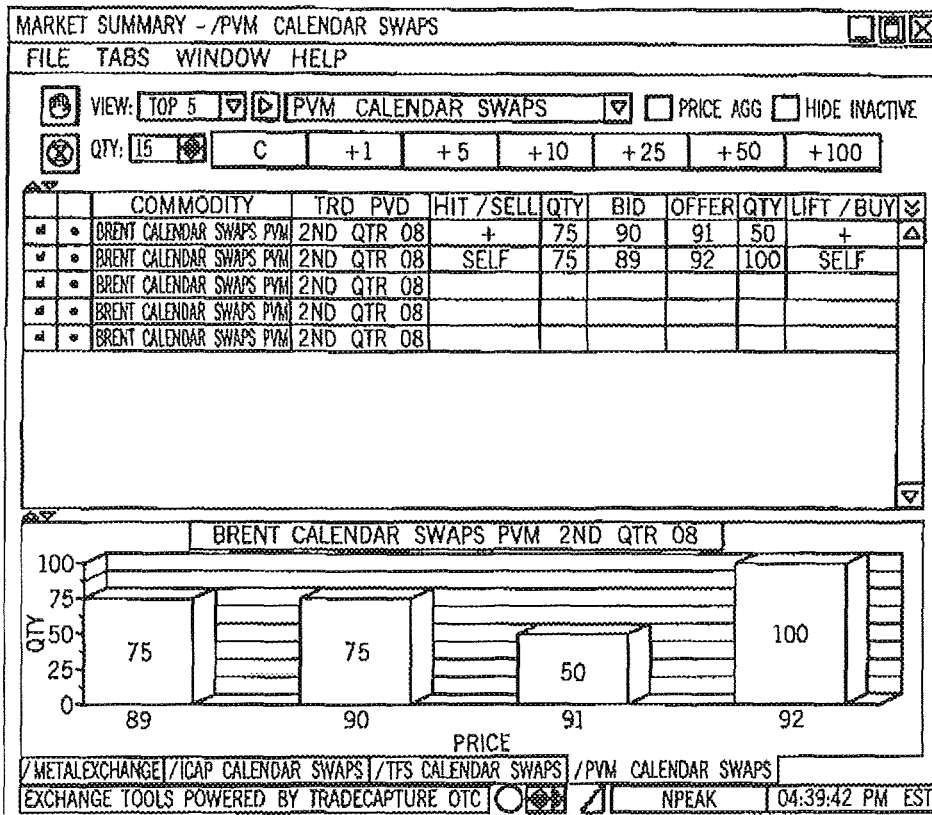 MARKET SUMMARY - /PVM CALENDAR SWAPS
FILE TABS WINDOW HELP
VIEW: TOP 5 PVM CALENDAR SWAPS PRICE AGG HIDE INACTIVE
QTY: 15 C +1 +5 +10 +25 +50 +100
COMMODITY TRD PVD HIT / SELL QTY BID OFFER QTY LIFT / BUY
BRENT CALENDAR SWAPS PVM 2ND QTR 08 + 75 90 91 50 +
BRENT CALENDAR SWAPS PVM 2ND QTR 08 SELF 75 89 92 100 SELF
BRENT CALENDAR SWAPS PVM 2ND QTR 08
BRENT CALENDAR SWAPS PVM 2ND QTR 08
BRENT CALENDAR SWAPS PVM 2ND QTR 08
BRENT CALENDAR SWAPS PVM 2ND QTR 08
100
75
50
25
0
QTY
75 75 50 100
89 90 91 92
PRICE
/METALEXCHANGE /ICAP CALENDAR SWAPS /TFS CALENDAR SWAPS /PVM CALENDAR SWAPS
EXCHANGE TOOLS POWERED BY TRADECAPTURE OTC NPEAK 04:39:42 PM EST